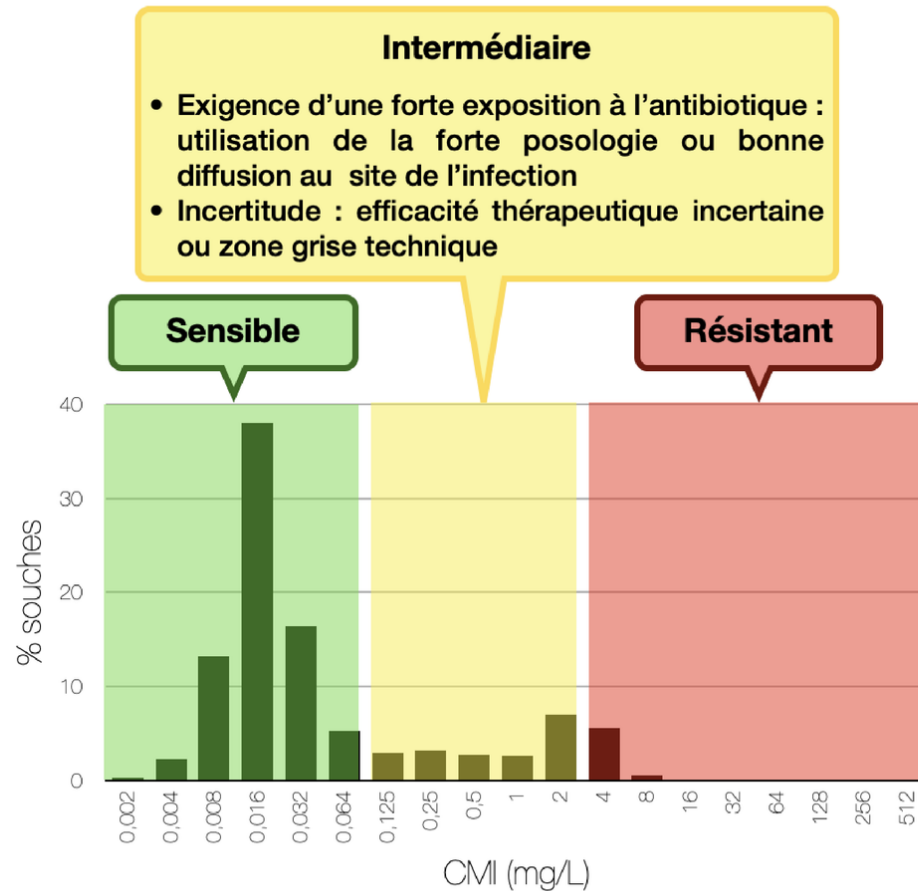 Intermédiaire
• Exigence d’une forte exposition à l’antibiotique :
utilisation de la forte posologie ou bonne
diffusion au site de l’infection
• Incertitude : efficacité thérapeutique incertaine
ou zone grise technique
Sensible
Résistant
40
30
20
10
0
% souches
0,002
0,004
0,008
0,016
0,032
0,064
0,125
0,25
0,5
1
2
4
8
16
32
64
128
256
512
CMI (mg/L)